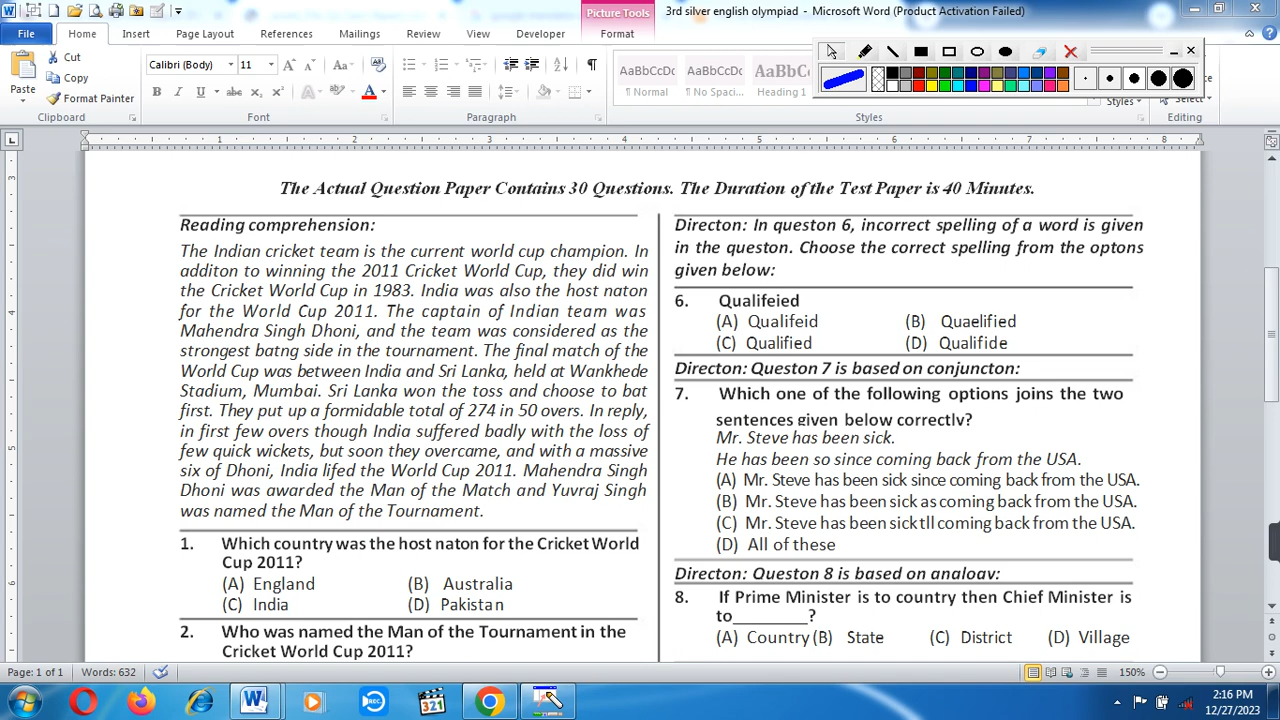 Picture Tools
3rd silver english olympiad - Microsoft Word (Product Activation Failed)
File Home Insert Page Layout References Mailings Review View Developer Format
Cut
Copy
Format Painter
Paste
Calibri (Body) 11
AaBbCcDc AaBbCcDc AaBbCc
¶ Normal ¶ No Spaci... Heading 1
Styles
Select
Clipboard Font Paragraph Styles Editing
The Actual Question Paper Contains 30 Questions. The Duration of the Test Paper is 40 Minutes.
Reading comprehension:
The Indian cricket team is the current world cup champion. In
additon to winning the 2011 Cricket World Cup, they did win
the Cricket World Cup in 1983. India was also the host naton
for the World Cup 2011. The captain of Indian team was
Mahendra Singh Dhoni, and the team was considered as the
strongest batng side in the tournament. The final match of the
World Cup was between India and Sri Lanka, held at Wankhede
Stadium, Mumbai. Sri Lanka won the toss and choose to bat
first. They put up a formidable total of 274 in 50 overs. In reply,
in first few overs though India suffered badly with the loss of
few quick wickets, but soon they overcame, and with a massive
six of Dhoni, India lifed the World Cup 2011. Mahendra Singh
Dhoni was awarded the Man of the Match and Yuvraj Singh
was named the Man of the Tournament.
1. Which country was the host naton for the Cricket World
Cup 2011?
(A) England (B) Australia
(C) India (D) Pakistan
2. Who was named the Man of the Tournament in the
Cricket World Cup 2011?
Directon: In queston 6, incorrect spelling of a word is given
in the queston. Choose the correct spelling from the optons
given below:
6. Qualifeied
(A) Qualifeid (B) Quaelified
(C) Qualified (D) Qualifide
Directon: Queston 7 is based on conjuncton:
7. Which one of the following options joins the two
sentences given below correctly?
Mr. Steve has been sick.
He has been so since coming back from the USA.
(A) Mr. Steve has been sick since coming back from the USA.
(B) Mr. Steve has been sick as coming back from the USA.
(C) Mr. Steve has been sick tll coming back from the USA.
(D) All of these
Directon: Queston 8 is based on analogy:
8. If Prime Minister is to country then Chief Minister is
to_________?
(A) Country (B) State (C) District (D) Village
Page: 1 of 1 Words: 632 150%
2:16 PM
12/27/2023